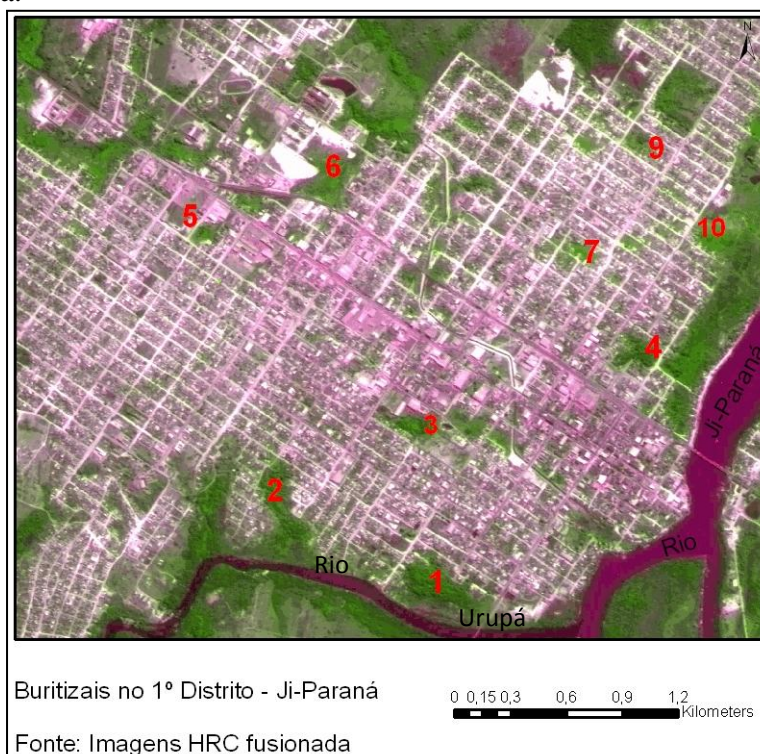 N
6
9
5
10
7
4
Ji-Paraná
3
2
Rio
Rio
1
Urupá
Buritizais no 1º Distrito - Ji-Paraná
0 0,15 0,3 0,6 0,9 1,2
Kilometers
Fonte: Imagens HRC fusionada